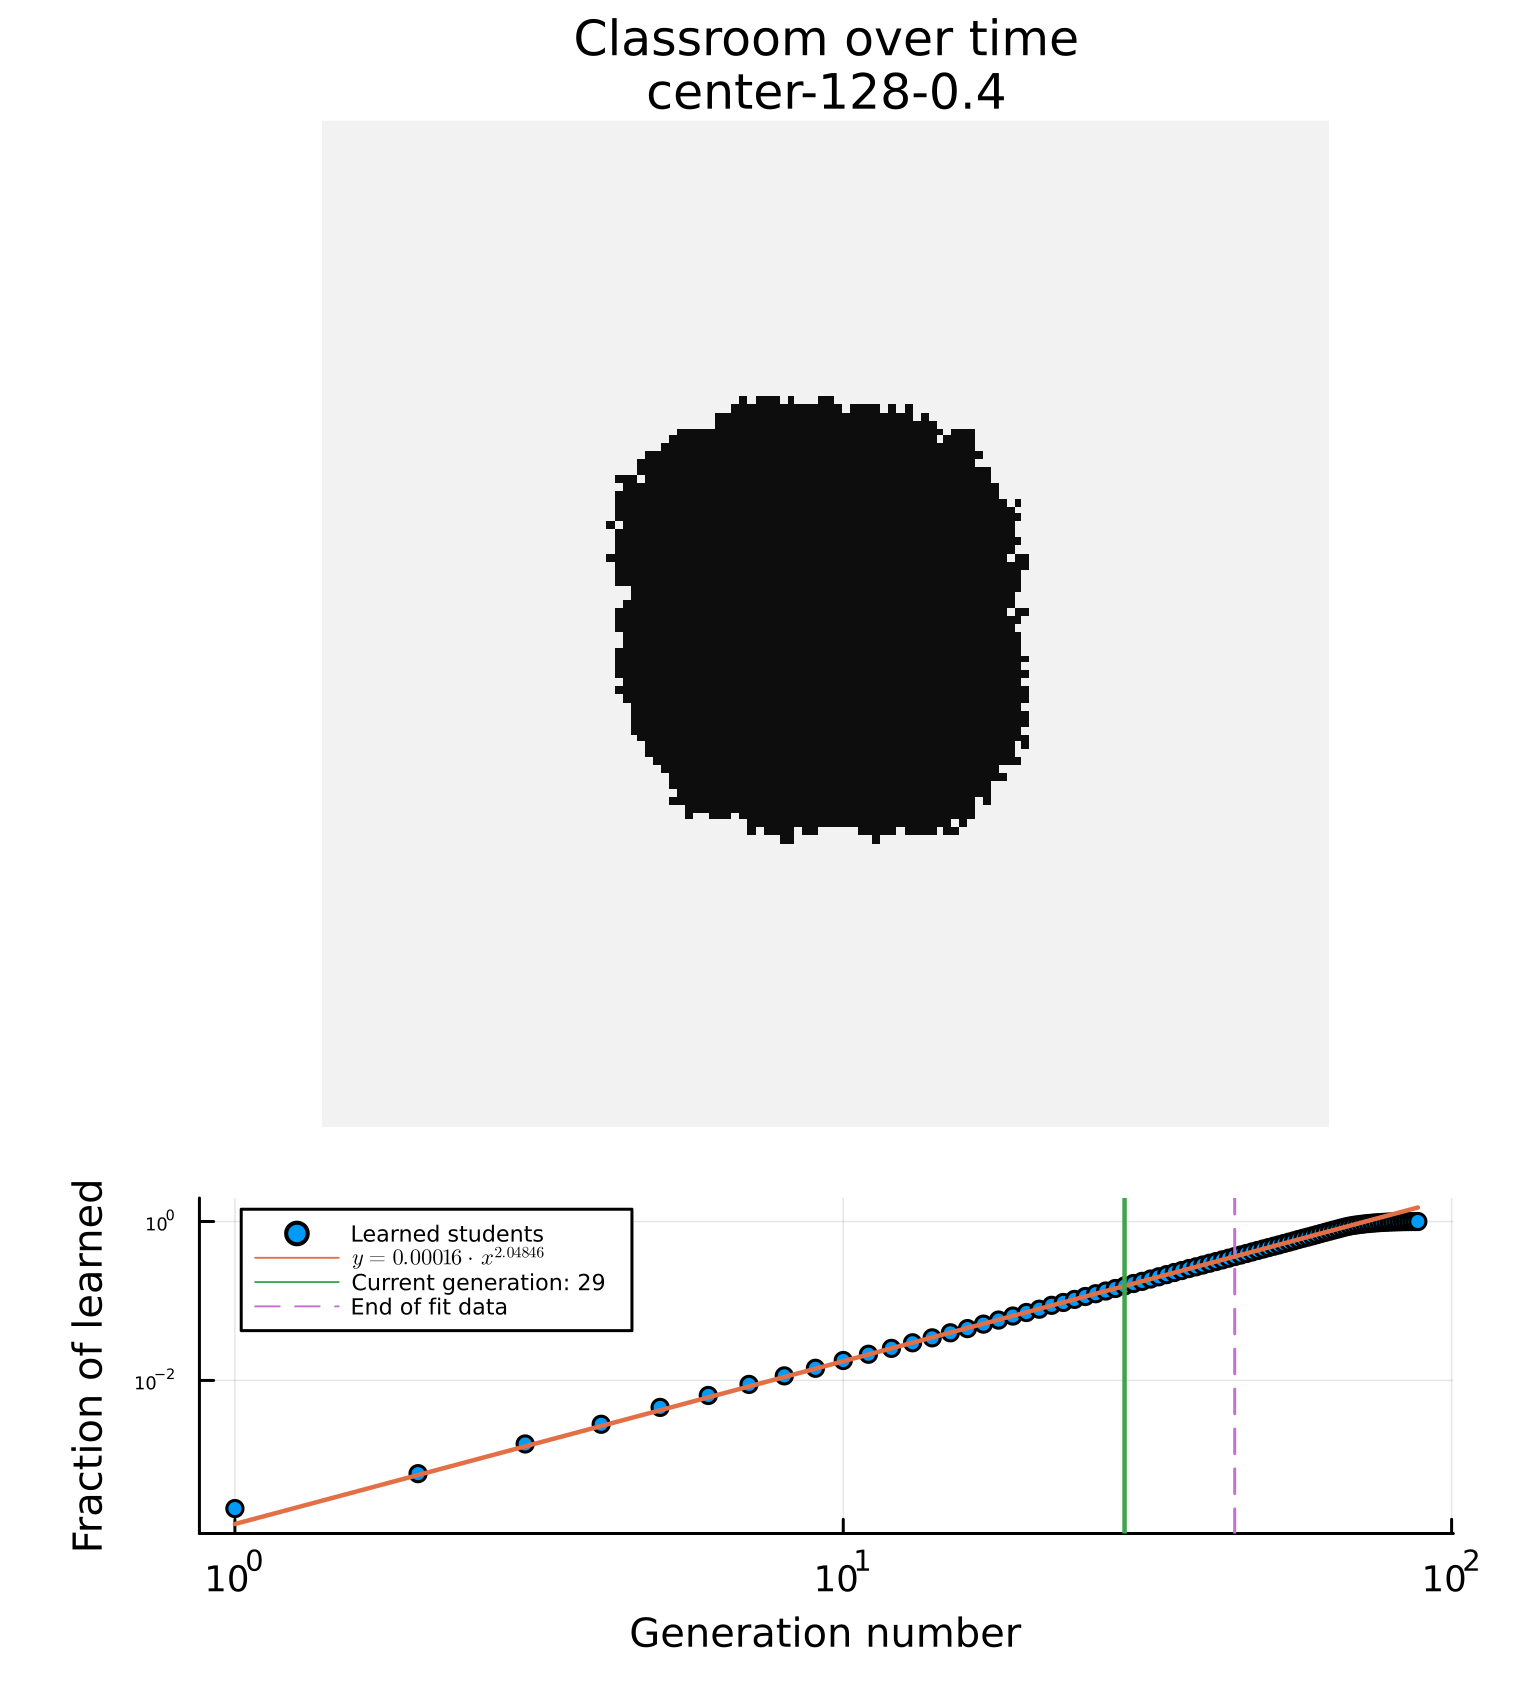 Classroom over time
center-128-0.4
Fraction of learned
10^0
10^-2
Learned students
y = 0.00016 · x^2.04846
Current generation: 29
End of fit data
10^0 10^1 10^2
Generation number